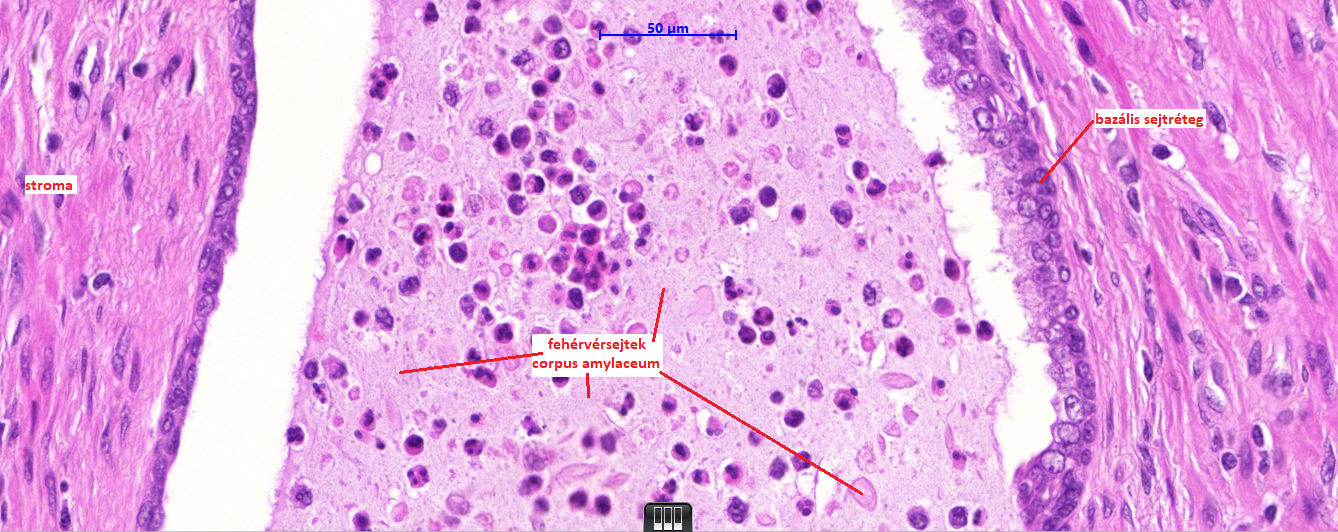 50 µm
bazális sejtréteg
stroma
fehérvérsejtek
corpus amylaceum